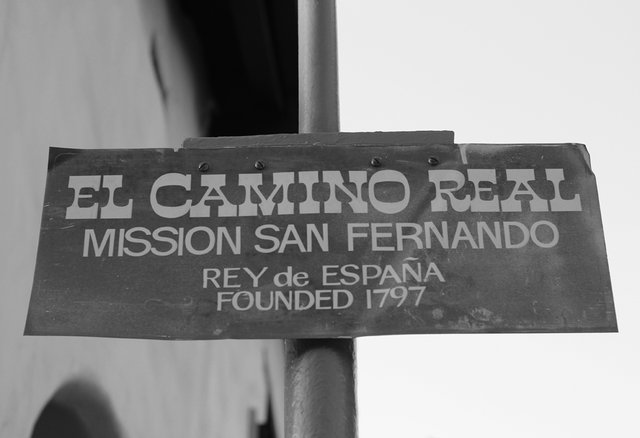 EL CAMINO REAL
MISSION SAN FERNANDO
REY de ESPAÑA
FOUNDED 1797